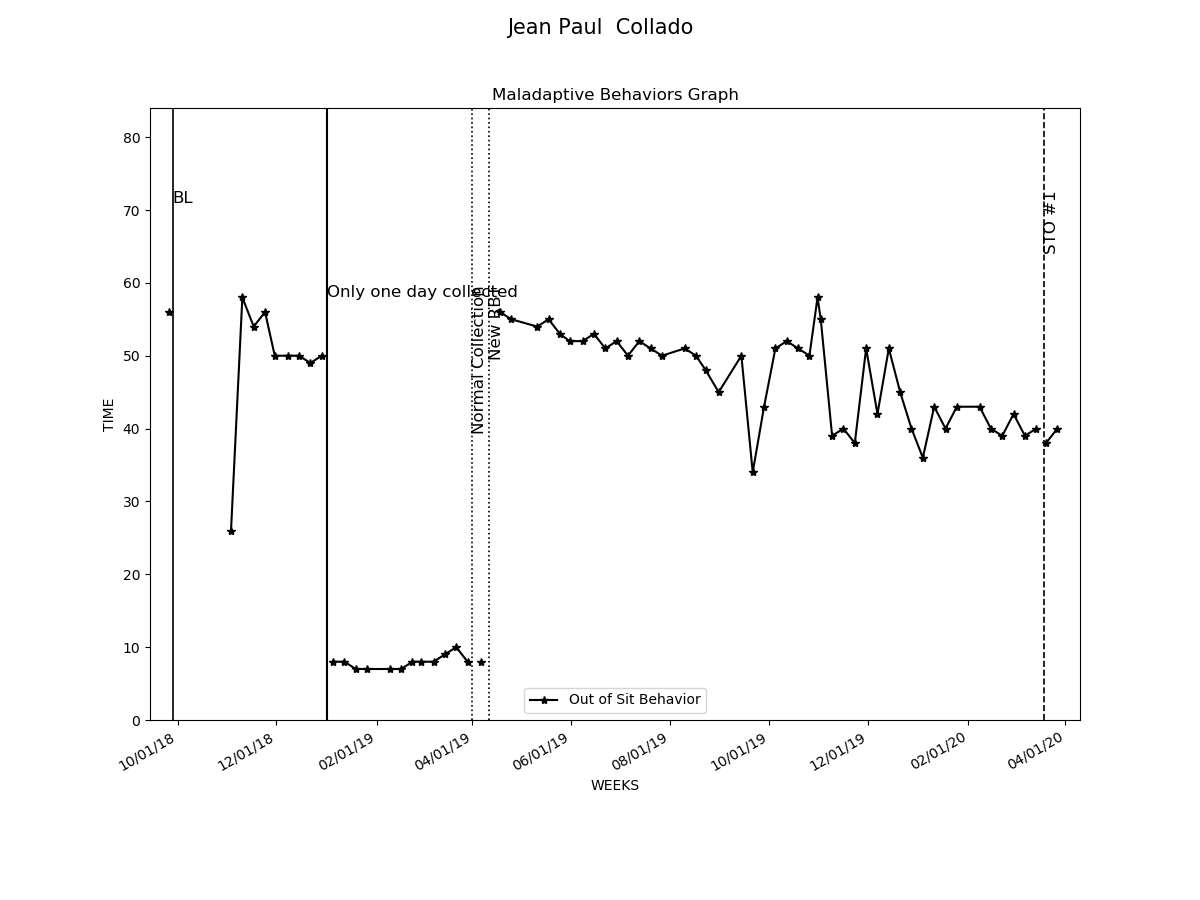 Jean Paul  Collado
Maladaptive Behaviors Graph
80
70
60
50
40
30
20
10
0
TIME
BL
Only one day collected
Normal Collection
New RBT
STO #1
Out of Sit Behavior
10/01/18
12/01/18
02/01/19
04/01/19
06/01/19
08/01/19
10/01/19
12/01/19
02/01/20
04/01/20
WEEKS